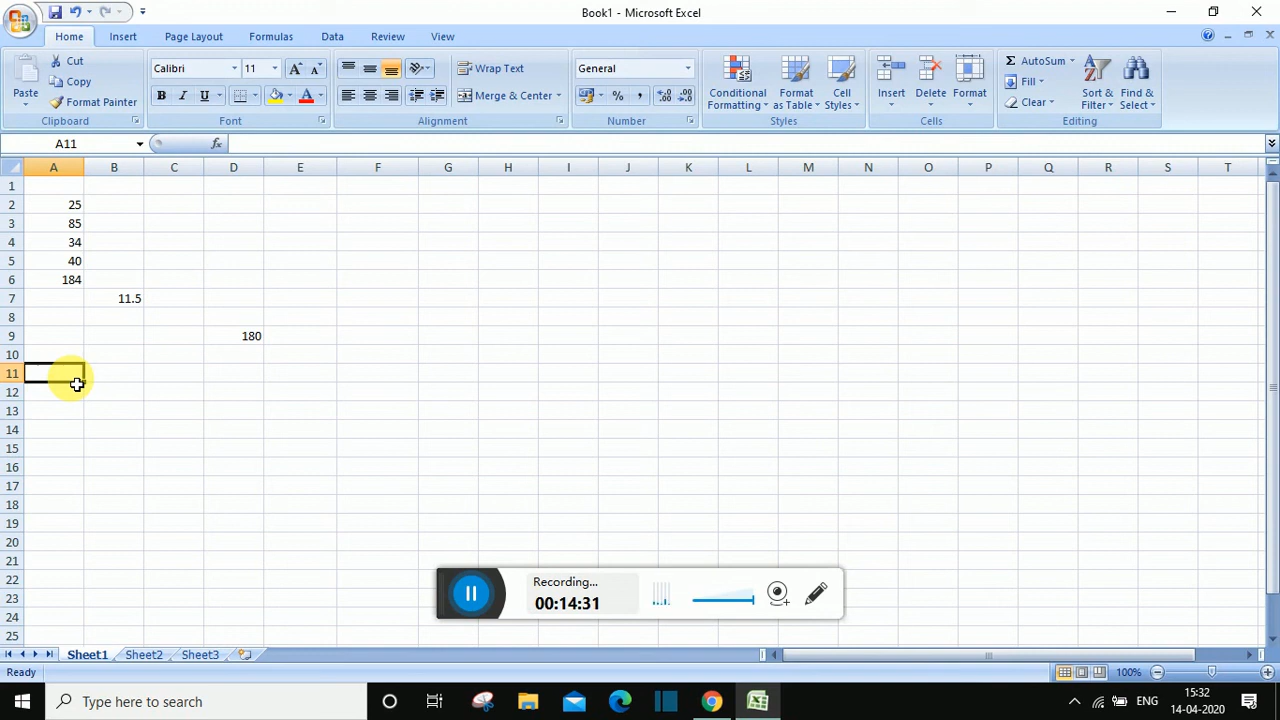 Book1 - Microsoft Excel
Home Insert Page Layout Formulas Data Review View
Paste
Cut
Copy
Format Painter
Clipboard
Calibri 11
B I U
Font
Wrap Text
Merge & Center
Alignment
General
Number
Conditional Formatting
Format as Table
Cell Styles
Styles
Insert Delete Format
Cells
AutoSum
Fill
Clear
Sort & Filter
Find & Select
Editing
A11 fx
A B C D E F G H I J K L M N O P Q R S T
1
2 25
3 85
4 34
5 40
6 184
7 11.5
8
9 180
10
11
12
13
14
15
16
17
18
19
20
21
22
23
24
25
Recording...
00:14:31
Sheet1 Sheet2 Sheet3
Ready 100%
Type here to search
ENG
15:32
14-04-2020